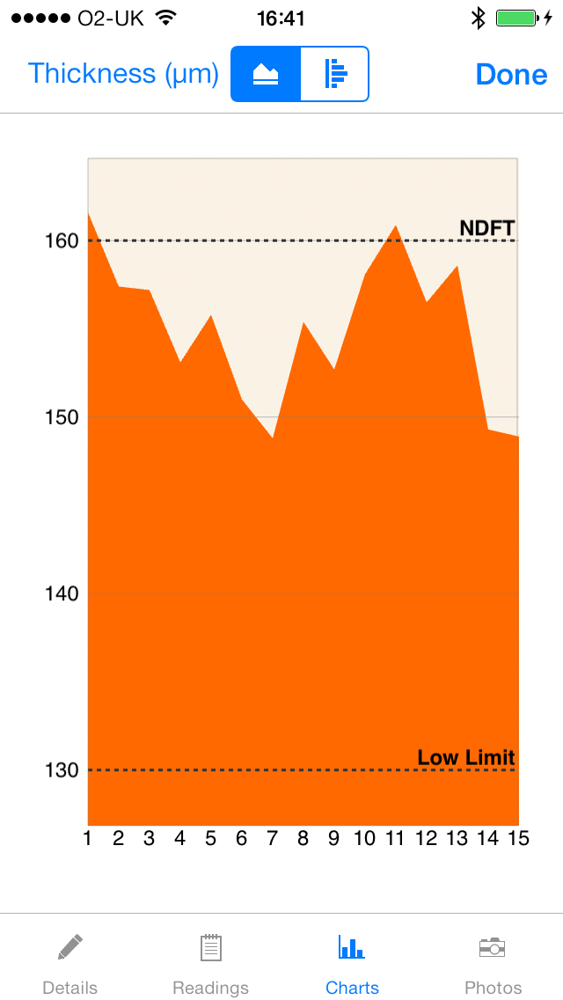 O2-UK 16:41
Thickness (µm) Done
NDFT
160
150
140
Low Limit
130
1 2 3 4 5 6 7 8 9 10 11 12 13 14 15
Details Readings Charts Photos